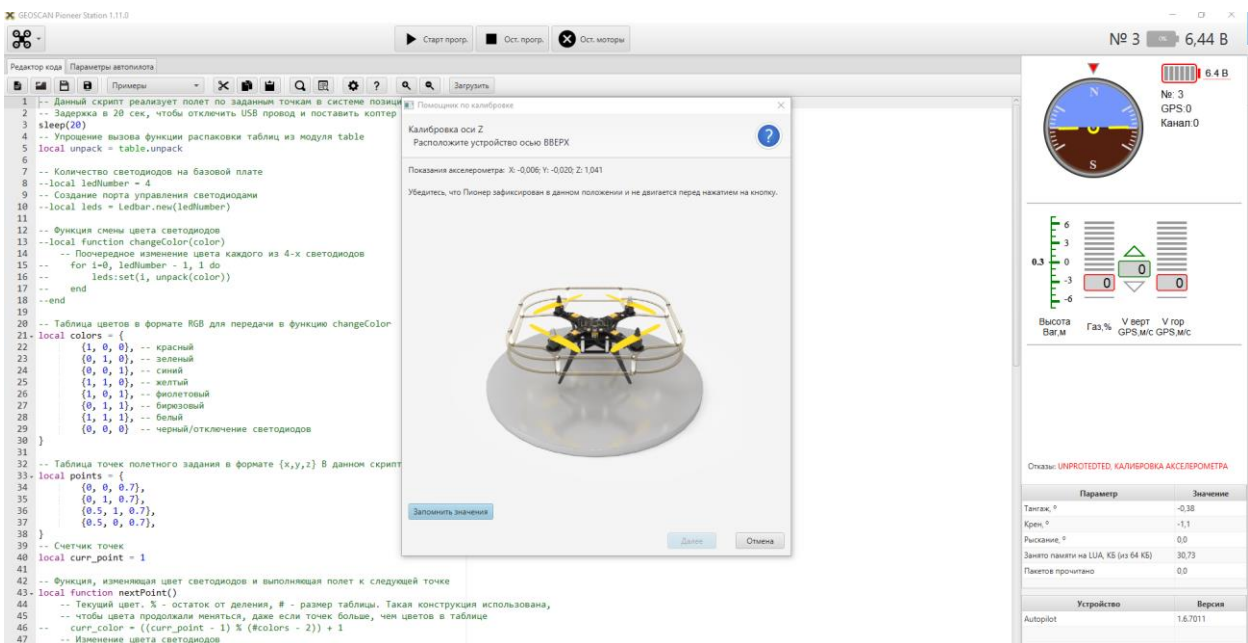 GEOSCAN Pioneer Station 1.11.0
Старт прогр. Ост. прогр. Ост. моторы
№ 3 0% 6,44 В
Редактор кода Параметры автопилота
Примеры Загрузить
1 -- Данный скрипт реализует полет по заданным точкам в системе позици
2 -- Задержка в 20 сек, чтобы отключить USB провод и поставить коптер
3 sleep(20)
4 -- Упрощение вызова функции распаковки таблиц из модуля table
5 local unpack = table.unpack
6
7 -- Количество светодиодов на базовой плате
8 --local ledNumber = 4
9 -- Создание порта управления светодиодами
10 --local leds = Ledbar.new(ledNumber)
11
12 -- Функция смены цвета светодиодов
13 --local function changeColor(color)
14 -- Поочередное изменение цвета каждого из 4-х светодиодов
15 -- for i=0, ledNumber - 1, 1 do
16 -- leds:set(i, unpack(color))
17 -- end
18 --end
19
20 -- Таблица цветов в формате RGB для передачи в функцию changeColor
21 local colors = {
22 {1, 0, 0}, -- красный
23 {0, 1, 0}, -- зеленый
24 {0, 0, 1}, -- синий
25 {1, 1, 0}, -- желтый
26 {1, 0, 1}, -- фиолетовый
27 {0, 1, 1}, -- бирюзовый
28 {1, 1, 1}, -- белый
29 {0, 0, 0} -- черный/отключение светодиодов
30 }
31
32 -- Таблица точек полетного задания в формате {x,y,z} В данном скрипт
33 local points = {
34 {0, 0, 0.7},
35 {0, 1, 0.7},
36 {0.5, 1, 0.7},
37 {0.5, 0, 0.7},
38 }
39 -- Счетчик точек
40 local curr_point = 1
41
42 -- Функция, изменяющая цвет светодиодов и выполняющая полет к следующей точке
43 local function nextPoint()
44 -- Текущий цвет. % - остаток от деления, # - размер таблицы. Такая конструкция использована,
45 -- чтобы цвета продолжали меняться, даже если точек больше, чем цветов в таблице
46 -- curr_color = ((curr_point - 1) % (#colors - 2)) + 1
47 -- Изменение цвета светодиодов
Помощник по калибровке
Калибровка оси Z
Расположите устройство осью ВВЕРХ
Показания акселерометра: X: -0,006; Y: -0,020; Z: 1,041
Убедитесь, что Пионер зафиксирован в данном положении и не двигается перед нажатием на кнопку.
Запомнить значения
Далее Отмена
N
S
6.4 В
№: 3
GPS:0
Канал:0
6
3
0.3 0 0
-3 0 0
-6
Высота Баг,м
Газ,%
V верт GPS,м/с
V гор GPS,м/с
Отказы: UNPROTEDTED, КАЛИБРОВКА АКСЕЛЕРОМЕТРА
Параметр Значение
Тангаж, ° -0,38
Крен, ° -1,1
Рыскание, ° 0,0
Занято памяти на LUA, КБ (из 64 КБ) 30,73
Пакетов прочитано 0,0
Устройство Версия
Autopilot 1.6.7011